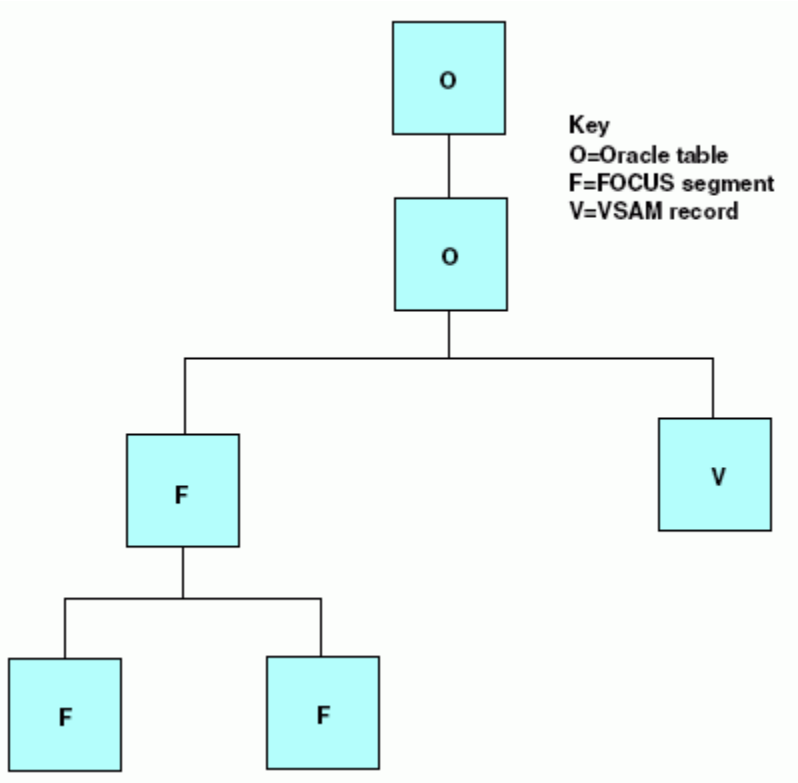 O
Key
O=Oracle table
F=FOCUS segment
V=VSAM record
O
F
V
F
F